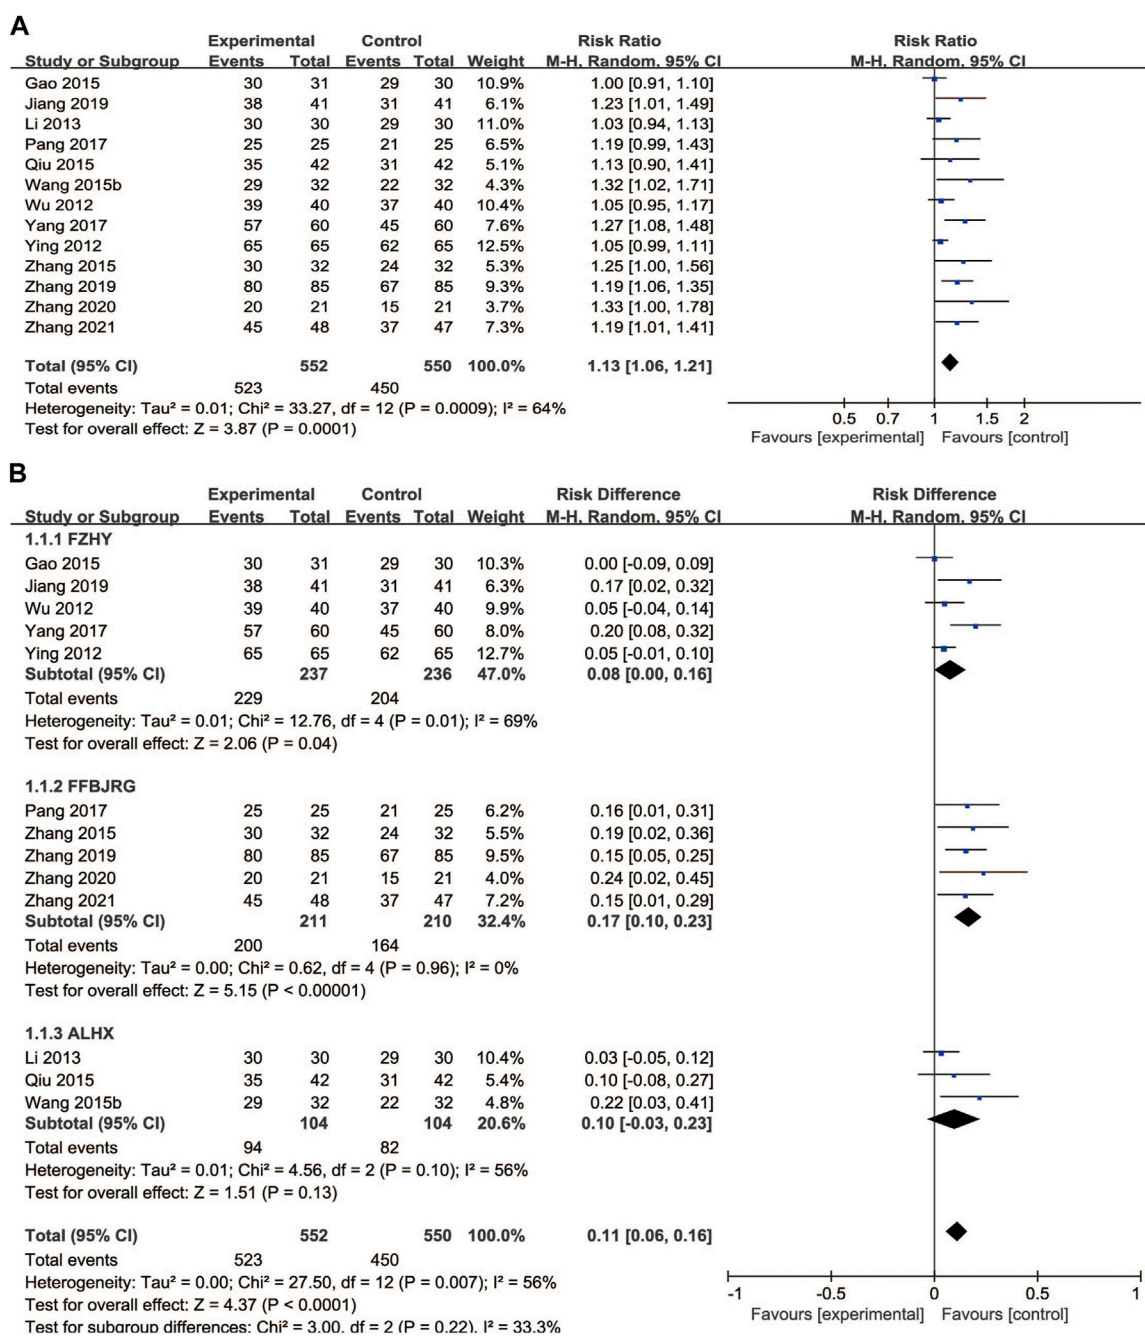 A
Experimental Control Risk Ratio Risk Ratio
Study or Subgroup Events Total Events Total Weight M-H, Random, 95% CI M-H, Random, 95% CI
Gao 2015 30 31 29 30 10.9% 1.00 [0.91, 1.10]
Jiang 2019 38 41 31 41 6.1% 1.23 [1.01, 1.49]
Li 2013 30 30 29 30 11.0% 1.03 [0.94, 1.13]
Pang 2017 25 25 21 25 6.5% 1.19 [0.99, 1.43]
Qiu 2015 35 42 31 42 5.1% 1.13 [0.90, 1.41]
Wang 2015b 29 32 22 32 4.3% 1.32 [1.02, 1.71]
Wu 2012 39 40 37 40 10.4% 1.05 [0.95, 1.17]
Yang 2017 57 60 45 60 7.6% 1.27 [1.08, 1.48]
Ying 2012 65 65 62 65 12.5% 1.05 [0.99, 1.11]
Zhang 2015 30 32 24 32 5.3% 1.25 [1.00, 1.56]
Zhang 2019 80 85 67 85 9.3% 1.19 [1.06, 1.35]
Zhang 2020 20 21 15 21 3.7% 1.33 [1.00, 1.78]
Zhang 2021 45 48 37 47 7.3% 1.19 [1.01, 1.41]
Total (95% CI) 552 550 100.0% 1.13 [1.06, 1.21]
Total events 523 450
Heterogeneity: Tau² = 0.01; Chi² = 33.27, df = 12 (P = 0.0009); I² = 64%
Test for overall effect: Z = 3.87 (P = 0.0001)
0.5 0.7 1 1.5 2
Favours [experimental] Favours [control]
B
Experimental Control Risk Difference Risk Difference
Study or Subgroup Events Total Events Total Weight M-H, Random, 95% CI M-H, Random, 95% CI
1.1.1 FZHY
Gao 2015 30 31 29 30 10.3% 0.00 [-0.09, 0.09]
Jiang 2019 38 41 31 41 6.3% 0.17 [0.02, 0.32]
Wu 2012 39 40 37 40 9.9% 0.05 [-0.04, 0.14]
Yang 2017 57 60 45 60 8.0% 0.20 [0.08, 0.32]
Ying 2012 65 65 62 65 12.7% 0.05 [-0.01, 0.10]
Subtotal (95% CI) 237 236 47.0% 0.08 [0.00, 0.16]
Total events 229 204
Heterogeneity: Tau² = 0.01; Chi² = 12.76, df = 4 (P = 0.01); I² = 69%
Test for overall effect: Z = 2.06 (P = 0.04)
1.1.2 FFBJRG
Pang 2017 25 25 21 25 6.2% 0.16 [0.01, 0.31]
Zhang 2015 30 32 24 32 5.5% 0.19 [0.02, 0.36]
Zhang 2019 80 85 67 85 9.5% 0.15 [0.05, 0.25]
Zhang 2020 20 21 15 21 4.0% 0.24 [0.02, 0.45]
Zhang 2021 45 48 37 47 7.2% 0.15 [0.01, 0.29]
Subtotal (95% CI) 211 210 32.4% 0.17 [0.10, 0.23]
Total events 200 164
Heterogeneity: Tau² = 0.00; Chi² = 0.62, df = 4 (P = 0.96); I² = 0%
Test for overall effect: Z = 5.15 (P < 0.00001)
1.1.3 ALHX
Li 2013 30 30 29 30 10.4% 0.03 [-0.05, 0.12]
Qiu 2015 35 42 31 42 5.4% 0.10 [-0.08, 0.27]
Wang 2015b 29 32 22 32 4.8% 0.22 [0.03, 0.41]
Subtotal (95% CI) 104 104 20.6% 0.10 [-0.03, 0.23]
Total events 94 82
Heterogeneity: Tau² = 0.01; Chi² = 4.56, df = 2 (P = 0.10); I² = 56%
Test for overall effect: Z = 1.51 (P = 0.13)
Total (95% CI) 552 550 100.0% 0.11 [0.06, 0.16]
Total events 523 450
Heterogeneity: Tau² = 0.00; Chi² = 27.50, df = 12 (P = 0.007); I² = 56%
Test for overall effect: Z = 4.37 (P < 0.0001)
Test for subgroup differences: Chi² = 3.00, df = 2 (P = 0.22), I² = 33.3%
-1 -0.5 0 0.5 1
Favours [experimental] Favours [control]